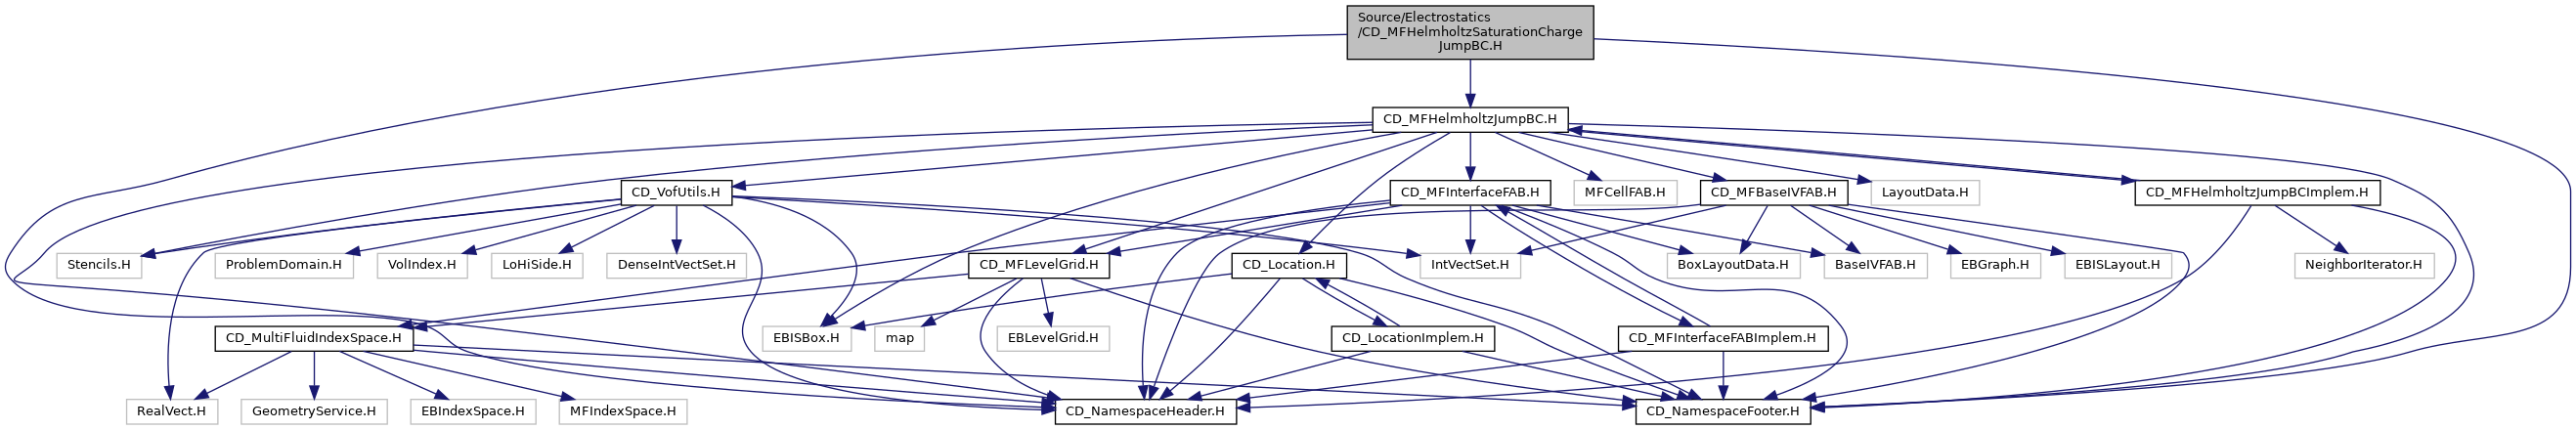 Source/Electrostatics
/CD_MFHelmholtzSaturationCharge
JumpBC.H
CD_MFHelmholtzJumpBC.H
CD_VofUtils.H
CD_MFInterfaceFAB.H
MFCellFAB.H
CD_MFBaseIVFAB.H
LayoutData.H
CD_MFHelmholtzJumpBCImplem.H
Stencils.H
ProblemDomain.H
VolIndex.H
LoHiSide.H
DenseIntVectSet.H
CD_MFLevelGrid.H
CD_Location.H
IntVectSet.H
BoxLayoutData.H
BaseIVFAB.H
EBGraph.H
EBISLayout.H
NeighborIterator.H
CD_MultiFluidIndexSpace.H
EBISBox.H
map
EBLevelGrid.H
CD_LocationImplem.H
CD_MFInterfaceFABImplem.H
RealVect.H
GeometryService.H
EBIndexSpace.H
MFIndexSpace.H
CD_NamespaceHeader.H
CD_NamespaceFooter.H